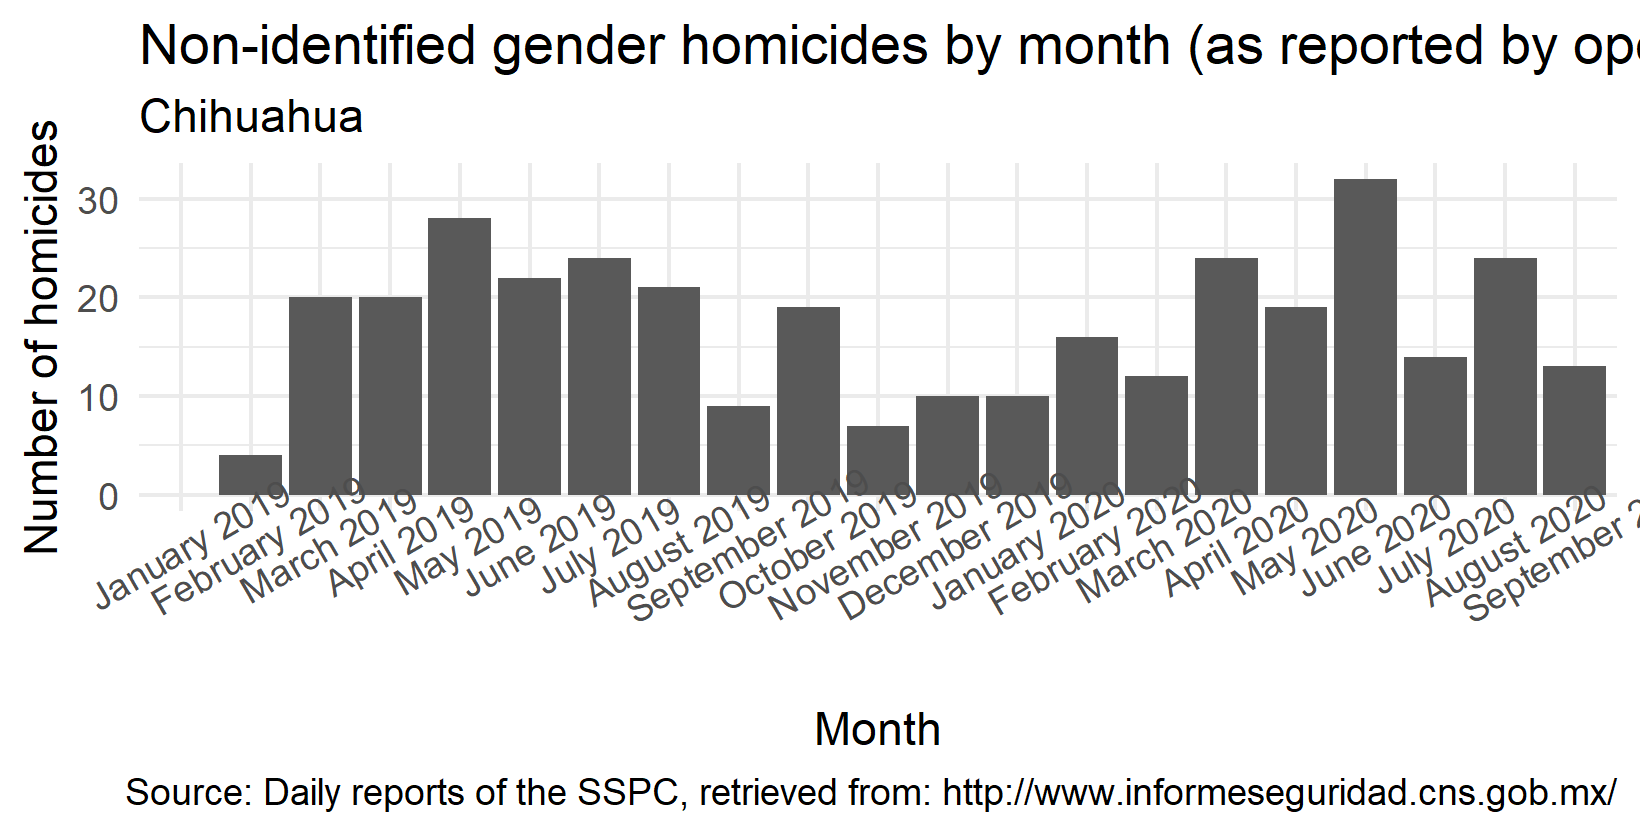 Non-identified gender homicides by month (as reported by ope
Chihuahua
Number of homicides
30
20
10
0
January 2019
February 2019
March 2019
April 2019
May 2019
June 2019
July 2019
August 2019
September 2019
October 2019
November 2019
December 2019
January 2020
February 2020
March 2020
April 2020
May 2020
June 2020
July 2020
August 2020
September 2
Month
Source: Daily reports of the SSPC, retrieved from: http://www.informeseguridad.cns.gob.mx/